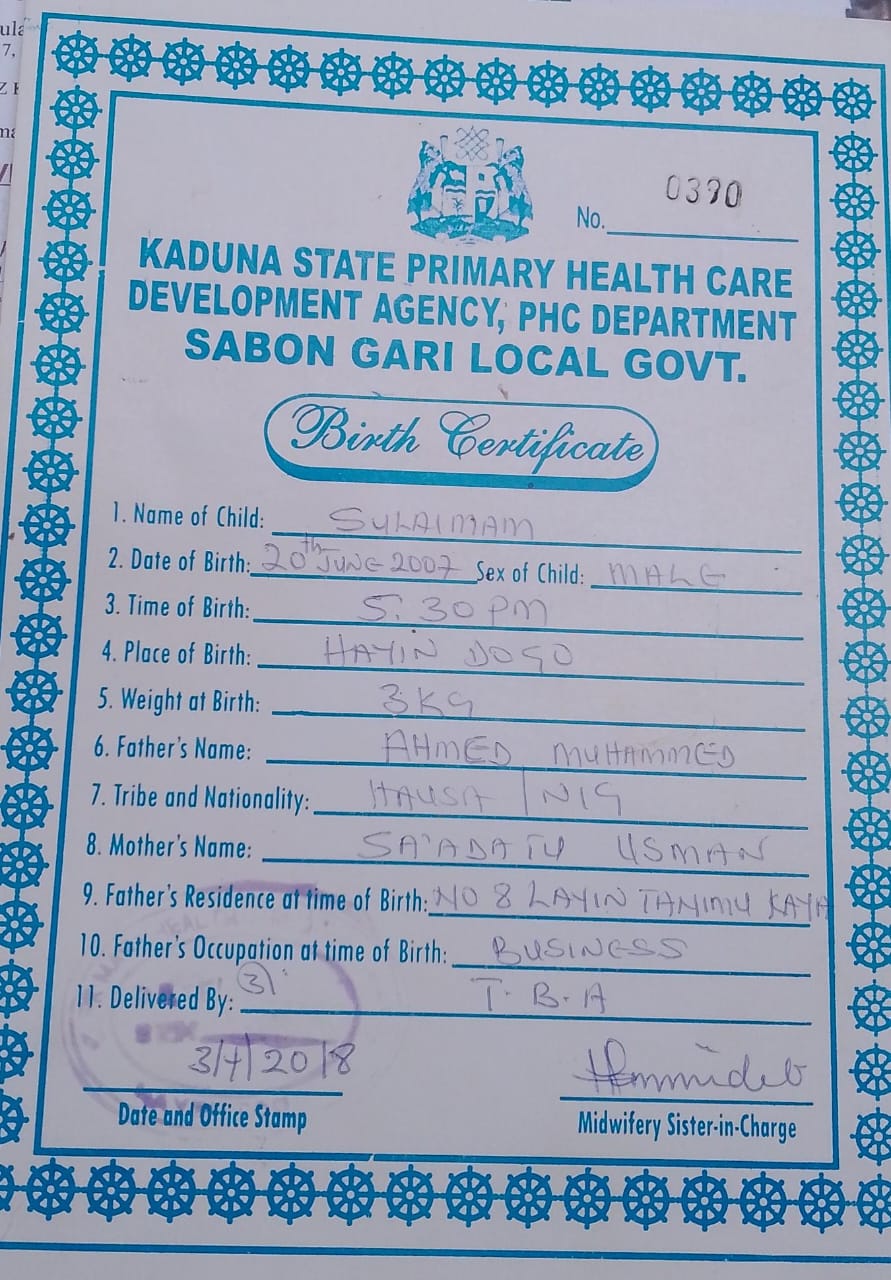 No. 0390
KADUNA STATE PRIMARY HEALTH CARE
DEVELOPMENT AGENCY, PHC DEPARTMENT
SABON GARI LOCAL GOVT.
Birth Certificate
1. Name of Child: SULAIMAM
2. Date of Birth: 20th JUNE 2007 Sex of Child: MALE
3. Time of Birth: 5:30 PM
4. Place of Birth: HAYIN DOGO
5. Weight at Birth: 3KG
6. Father's Name: AHMED MUHAMMED
7. Tribe and Nationality: HAUSA / NIG
8. Mother's Name: SA'ADATU USMAN
9. Father's Residence at time of Birth: NO 8 LAYIN TANIMU KAYA
10. Father's Occupation at time of Birth: BUSINESS
11. Delivered By: T.B.A
3/7/2018
Date and Office Stamp
Midwifery Sister-in-Charge